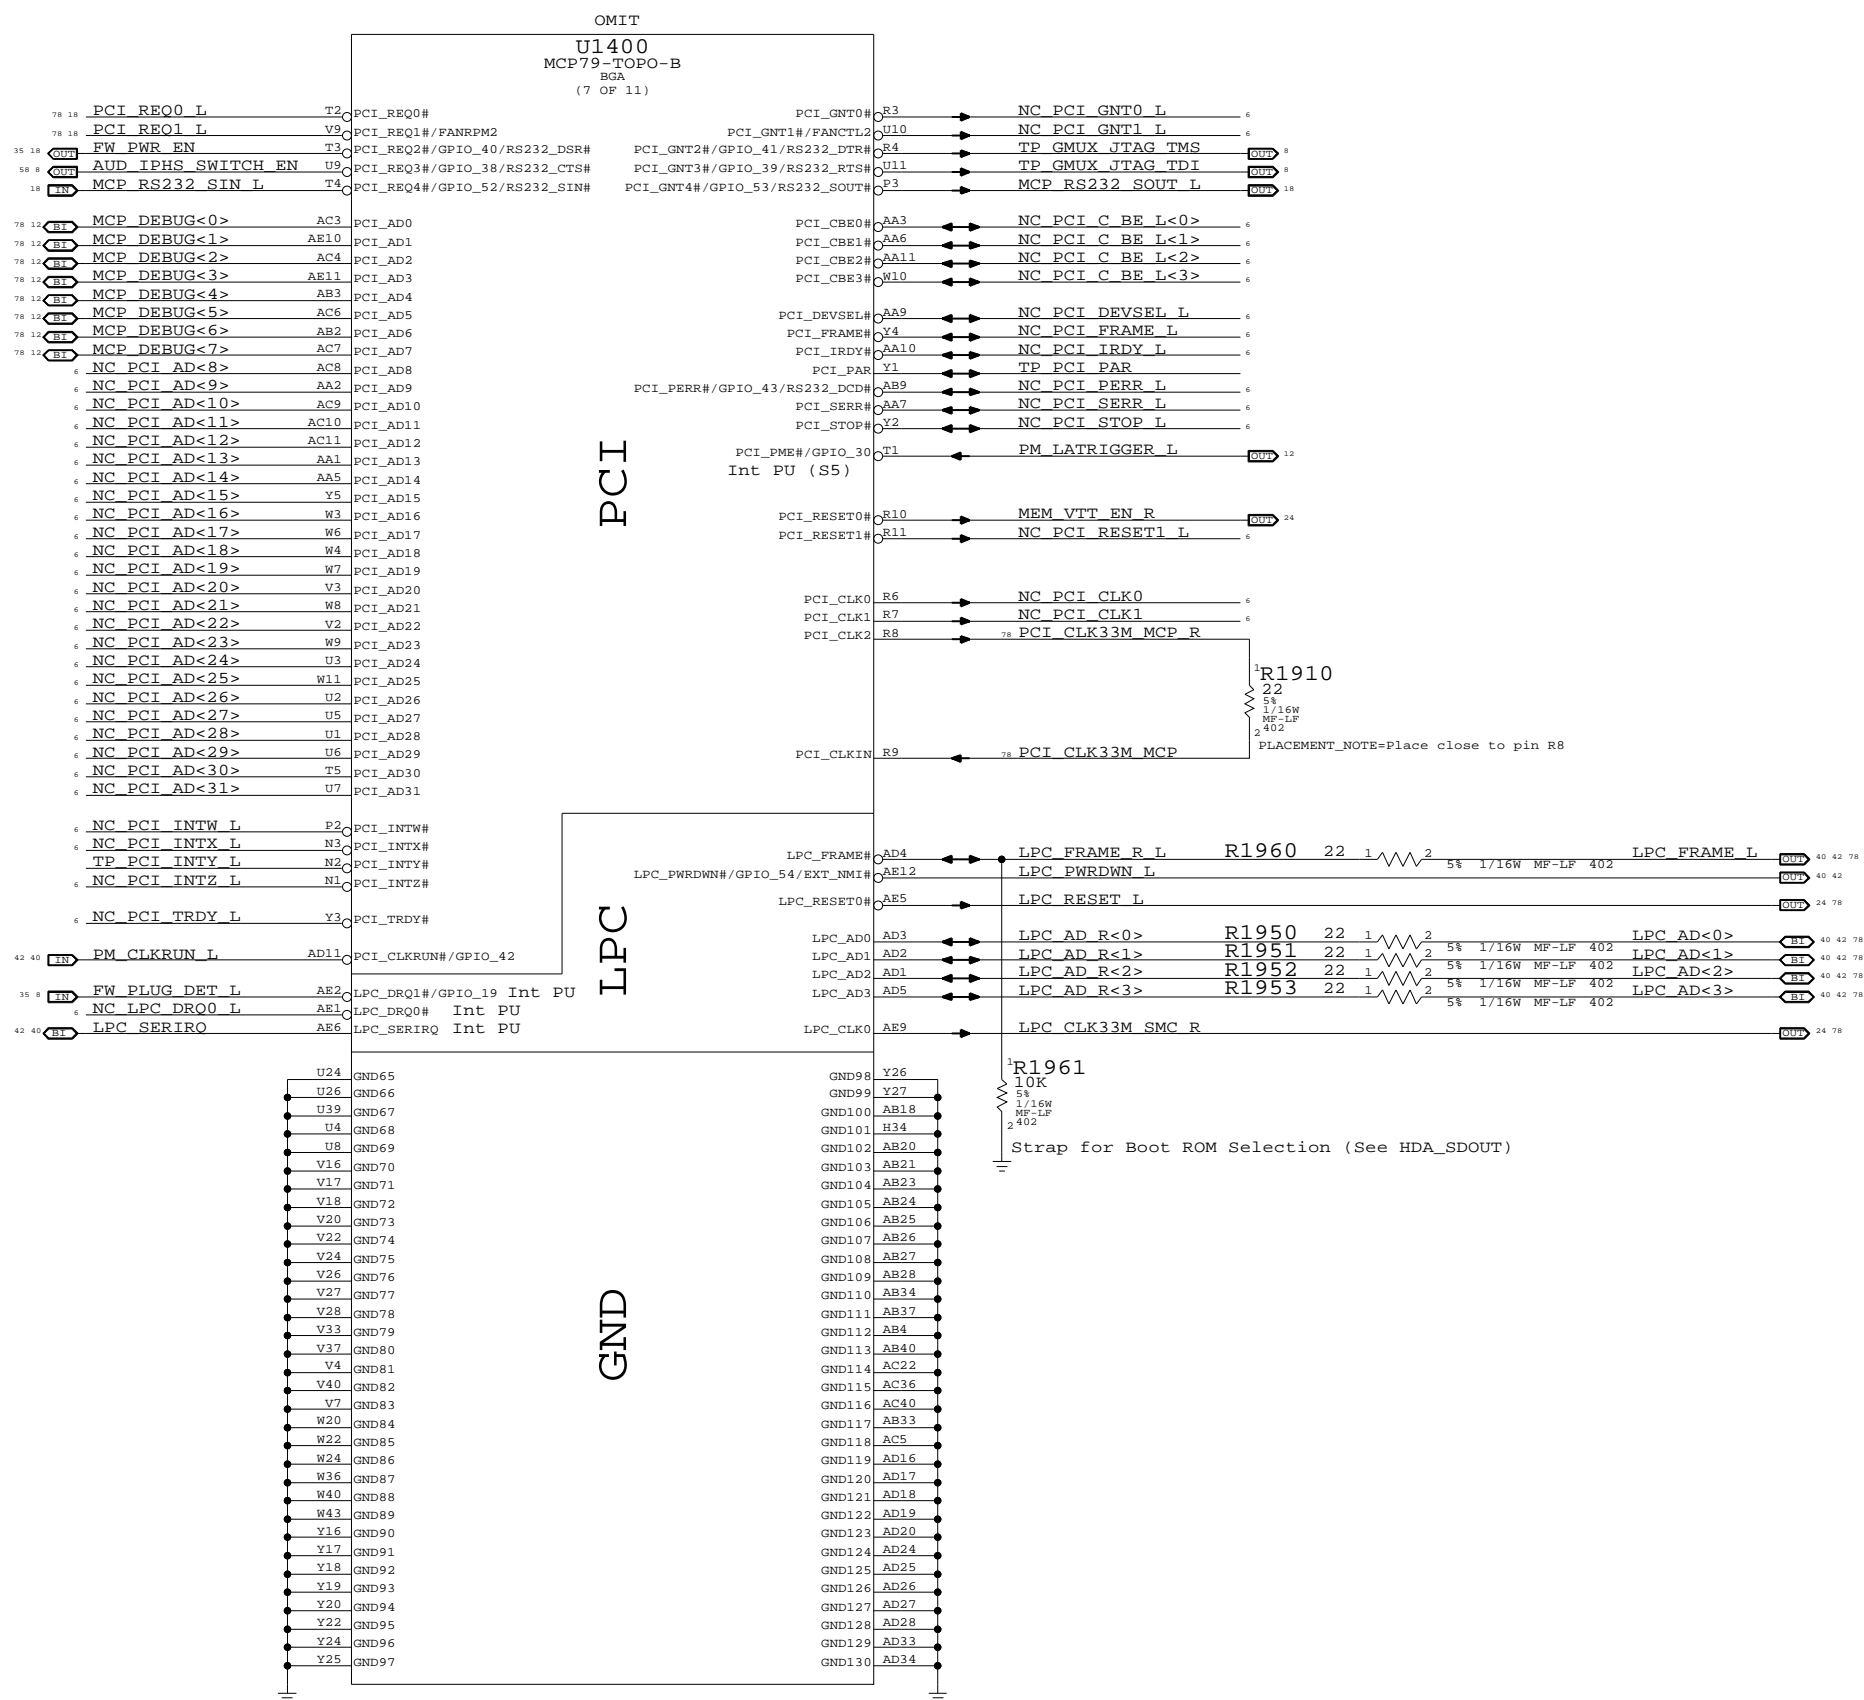 OMIT
U1400
MCP79-TOPO-B
BGA
(7 OF 11)
78 18 PCI_REQ0_L T2 PCI_REQ0#
78 18 PCI_REQ1_L V9 PCI_REQ1#/FANRPM2
35 18 OUT FW_PWR_EN T3 PCI_REQ2#/GPIO_40/RS232_DSR#
58 8 OUT AUD_IPHS_SWITCH_EN U9 PCI_REQ3#/GPIO_38/RS232_CTS#
18 IN MCP_RS232_SIN_L T4 PCI_REQ4#/GPIO_52/RS232_SIN#
PCI_GNT0# R3 NC_PCI_GNT0_L 6
PCI_GNT1#/FANCTL2 U10 NC_PCI_GNT1_L 6
PCI_GNT2#/GPIO_41/RS232_DTR# R4 TP_GMUX_JTAG_TMS OUT 8
PCI_GNT3#/GPIO_39/RS232_RTS# U11 TP_GMUX_JTAG_TDI OUT 8
PCI_GNT4#/GPIO_53/RS232_SOUT# P3 MCP_RS232_SOUT_L OUT 18
78 12 BI MCP_DEBUG<0> AC3 PCI_AD0
78 12 BI MCP_DEBUG<1> AE10 PCI_AD1
78 12 BI MCP_DEBUG<2> AC4 PCI_AD2
78 12 BI MCP_DEBUG<3> AE11 PCI_AD3
78 12 BI MCP_DEBUG<4> AB3 PCI_AD4
78 12 BI MCP_DEBUG<5> AC6 PCI_AD5
78 12 BI MCP_DEBUG<6> AB2 PCI_AD6
78 12 BI MCP_DEBUG<7> AC7 PCI_AD7
6 NC_PCI_AD<8> AC8 PCI_AD8
6 NC_PCI_AD<9> AA2 PCI_AD9
6 NC_PCI_AD<10> AC9 PCI_AD10
6 NC_PCI_AD<11> AC10 PCI_AD11
6 NC_PCI_AD<12> AC11 PCI_AD12
6 NC_PCI_AD<13> AA1 PCI_AD13
6 NC_PCI_AD<14> AA5 PCI_AD14
6 NC_PCI_AD<15> Y5 PCI_AD15
6 NC_PCI_AD<16> W3 PCI_AD16
6 NC_PCI_AD<17> W6 PCI_AD17
6 NC_PCI_AD<18> W4 PCI_AD18
6 NC_PCI_AD<19> W7 PCI_AD19
6 NC_PCI_AD<20> V3 PCI_AD20
6 NC_PCI_AD<21> W8 PCI_AD21
6 NC_PCI_AD<22> V2 PCI_AD22
6 NC_PCI_AD<23> W9 PCI_AD23
6 NC_PCI_AD<24> U3 PCI_AD24
6 NC_PCI_AD<25> W11 PCI_AD25
6 NC_PCI_AD<26> U2 PCI_AD26
6 NC_PCI_AD<27> U5 PCI_AD27
6 NC_PCI_AD<28> U1 PCI_AD28
6 NC_PCI_AD<29> U6 PCI_AD29
6 NC_PCI_AD<30> T5 PCI_AD30
6 NC_PCI_AD<31> U7 PCI_AD31
PCI
PCI_CBE0# AA3 NC_PCI_C_BE_L<0> 6
PCI_CBE1# AA6 NC_PCI_C_BE_L<1> 6
PCI_CBE2# AA11 NC_PCI_C_BE_L<2> 6
PCI_CBE3# W10 NC_PCI_C_BE_L<3> 6
PCI_DEVSEL# AA9 NC_PCI_DEVSEL_L 6
PCI_FRAME# Y4 NC_PCI_FRAME_L 6
PCI_IRDY# AA10 NC_PCI_IRDY_L 6
PCI_PAR Y1 TP_PCI_PAR
PCI_PERR#/GPIO_43/RS232_DCD# AB9 NC_PCI_PERR_L 6
PCI_SERR# AA7 NC_PCI_SERR_L 6
PCI_STOP# Y2 NC_PCI_STOP_L 6
PCI_PME#/GPIO_30 T1 PM_LATRIGGER_L OUT 12
Int PU (S5)
PCI_RESET0# R10 MEM_VTT_EN_R OUT 24
PCI_RESET1# R11 NC_PCI_RESET1_L 6
PCI_CLK0 R6 NC_PCI_CLK0 6
PCI_CLK1 R7 NC_PCI_CLK1 6
PCI_CLK2 R8 78 PCI_CLK33M_MCP_R
1 R1910
22
5%
1/16W
MF-LF
2 402
PLACEMENT_NOTE=Place close to pin R8
PCI_CLKIN R9 78 PCI_CLK33M_MCP
6 NC_PCI_INTW_L P2 PCI_INTW#
6 NC_PCI_INTX_L N3 PCI_INTX#
TP_PCI_INTY_L N2 PCI_INTY#
6 NC_PCI_INTZ_L N1 PCI_INTZ#
6 NC_PCI_TRDY_L Y3 PCI_TRDY#
42 40 IN PM_CLKRUN_L AD11 PCI_CLKRUN#/GPIO_42
35 8 IN FW_PLUG_DET_L AE2 LPC_DRQ1#/GPIO_19 Int PU
6 NC_LPC_DRQ0_L AE1 LPC_DRQ0# Int PU
42 40 BI LPC_SERIRQ AE6 LPC_SERIRQ Int PU
LPC
LPC_FRAME# AD4 LPC_FRAME_R_L R1960 22 1 2 5% 1/16W MF-LF 402 LPC_FRAME_L OUT 40 42 78
LPC_PWRDWN#/GPIO_54/EXT_NMI# AE12 LPC_PWRDWN_L OUT 40 42
LPC_RESET0# AE5 LPC_RESET_L OUT 24 78
LPC_AD0 AD3 LPC_AD_R<0> R1950 22 1 2 5% 1/16W MF-LF 402 LPC_AD<0> BI 40 42 78
LPC_AD1 AD2 LPC_AD_R<1> R1951 22 1 2 5% 1/16W MF-LF 402 LPC_AD<1> BI 40 42 78
LPC_AD2 AD1 LPC_AD_R<2> R1952 22 1 2 5% 1/16W MF-LF 402 LPC_AD<2> BI 40 42 78
LPC_AD3 AD5 LPC_AD_R<3> R1953 22 1 2 5% 1/16W MF-LF 402 LPC_AD<3> BI 40 42 78
LPC_CLK0 AE9 LPC_CLK33M_SMC_R OUT 24 78
1 R1961
10K
5%
1/16W
MF-LF
2 402
Strap for Boot ROM Selection (See HDA_SDOUT)
U24 GND65 GND98 Y26
U26 GND66 GND99 Y27
U39 GND67 GND100 AB18
U4 GND68 GND101 H34
U8 GND69 GND102 AB20
V16 GND70 GND103 AB21
V17 GND71 GND104 AB23
V18 GND72 GND105 AB24
V20 GND73 GND106 AB25
V22 GND74 GND107 AB26
V24 GND75 GND108 AB27
V26 GND76 GND109 AB28
V27 GND77 GND110 AB34
V28 GND78 GND111 AB37
V33 GND79 GND112 AB4
V37 GND80 GND113 AB40
V4 GND81 GND114 AC22
V40 GND82 GND115 AC36
V7 GND83 GND116 AC40
W20 GND84 GND117 AB33
W22 GND85 GND118 AC5
W24 GND86 GND119 AD16
W36 GND87 GND120 AD17
W40 GND88 GND121 AD18
W43 GND89 GND122 AD19
Y16 GND90 GND123 AD20
Y17 GND91 GND124 AD24
Y18 GND92 GND125 AD25
Y19 GND93 GND126 AD26
Y20 GND94 GND127 AD27
Y22 GND95 GND128 AD28
Y24 GND96 GND129 AD33
Y25 GND97 GND130 AD34
GND